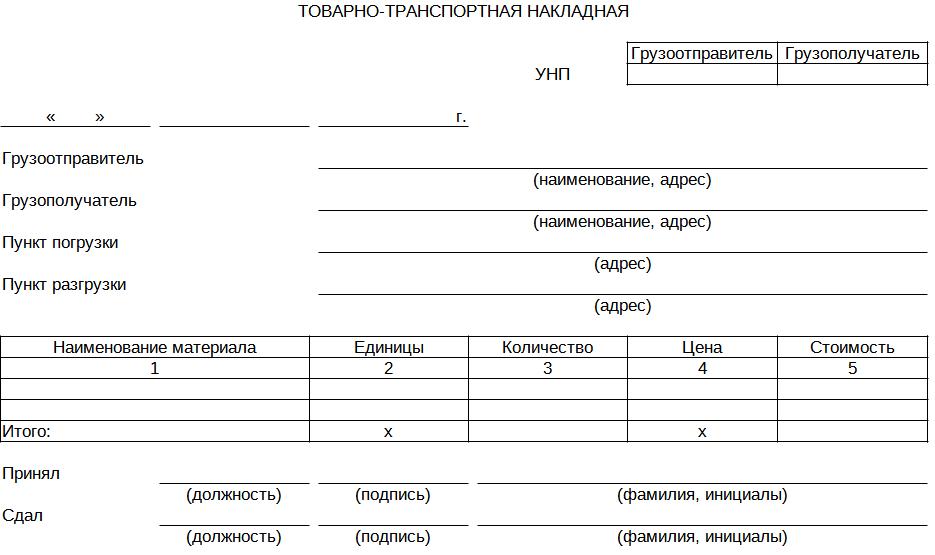 ТОВАРНО-ТРАНСПОРТНАЯ НАКЛАДНАЯ
Грузоотправитель Грузополучатель
УНП
« » г.
Грузоотправитель
(наименование, адрес)
Грузополучатель
(наименование, адрес)
Пункт погрузки
(адрес)
Пункт разгрузки
(адрес)
Наименование материала Единицы Количество Цена Стоимость
1 2 3 4 5
Итого: х х
Принял
(должность) (подпись) (фамилия, инициалы)
Сдал
(должность) (подпись) (фамилия, инициалы)